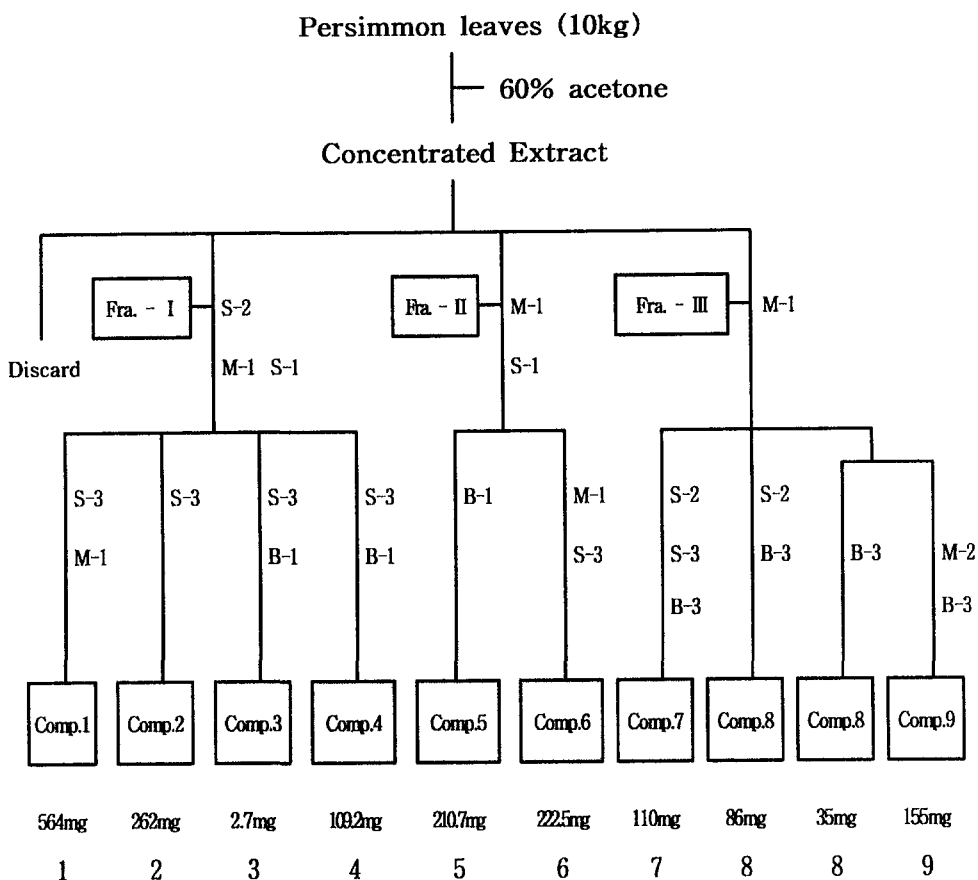 Persimmon leaves (10kg)
60% acetone
Concentrated Extract
Fra. - Ⅰ S-2 Fra. - Ⅱ M-1 Fra. - Ⅲ M-1
Discard M-1 S-1 S-1
S-3 S-3 S-3 S-3 B-1 M-1 S-2 S-2
M-1 B-1 B-1 S-3 S-3 B-3 B-3 M-2
B-3 B-3
Comp.1 Comp.2 Comp.3 Comp.4 Comp.5 Comp.6 Comp.7 Comp.8 Comp.8 Comp.9
564mg 262mg 2.7mg 109.2mg 210.7mg 222.5mg 110mg 86mg 35mg 155mg
1 2 3 4 5 6 7 8 8 9